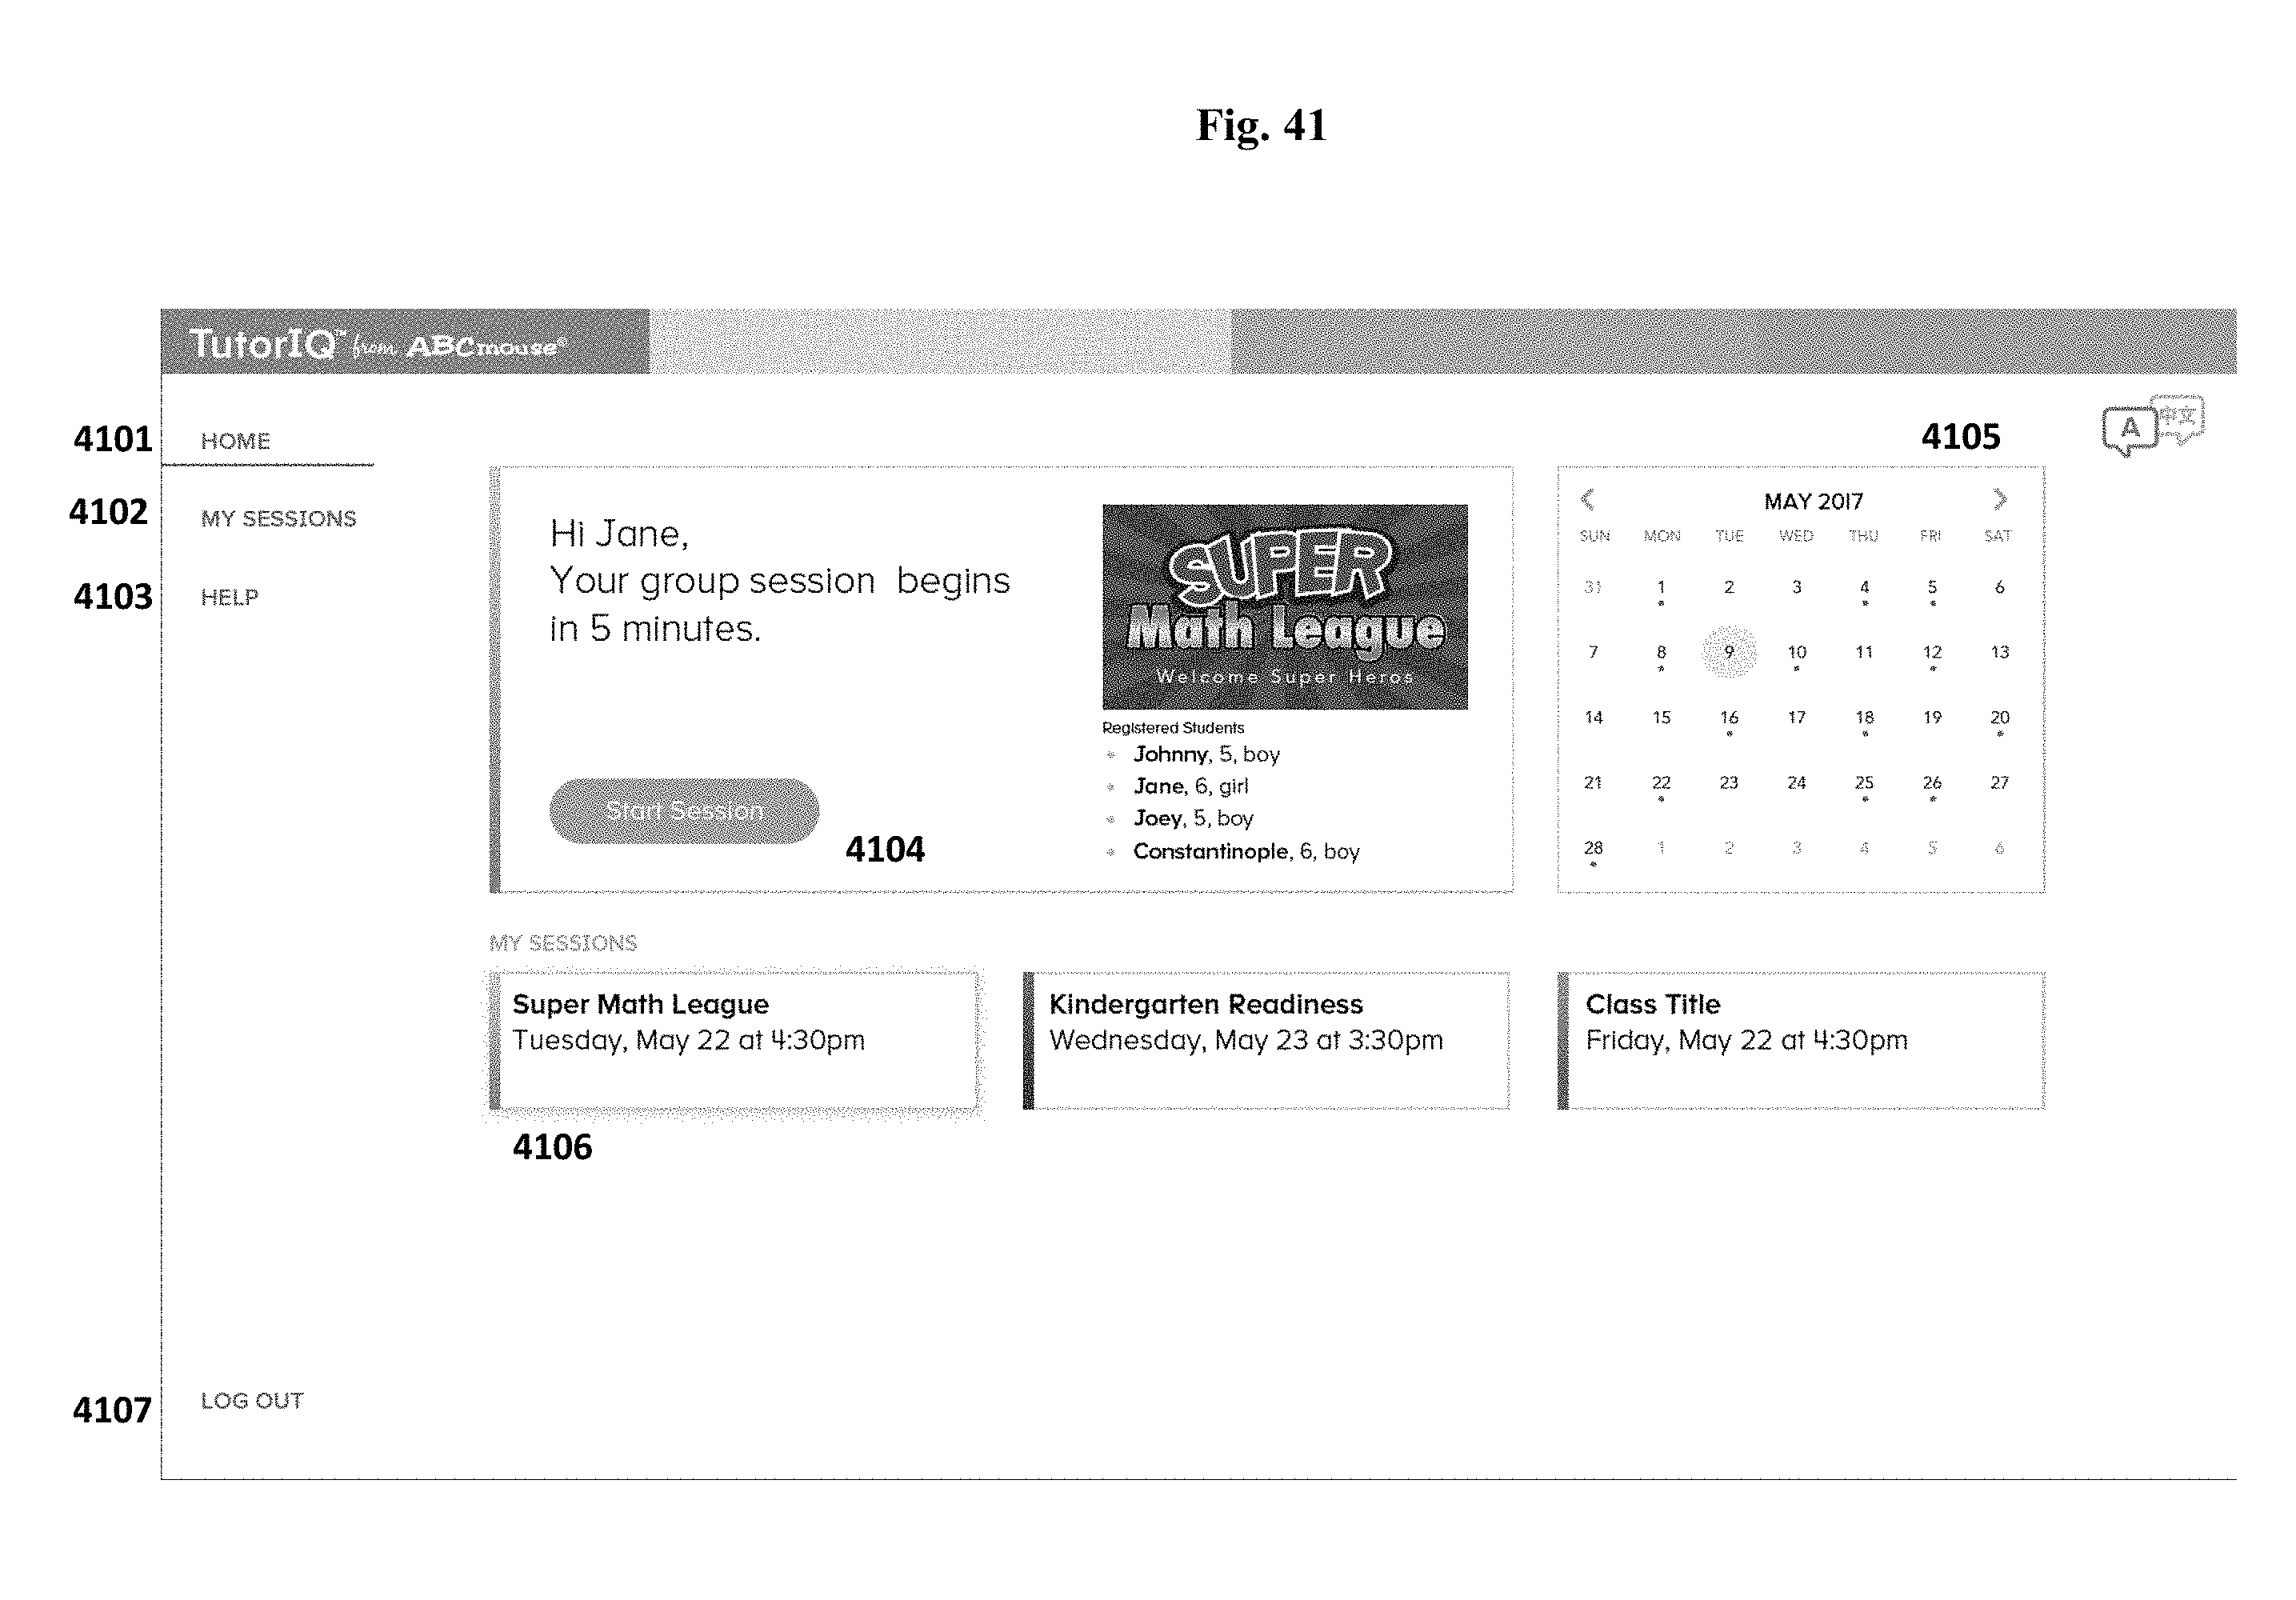 Fig. 41
TutorIQ™ from ABCmouse®
4101 HOME
4105
A 中文
4102 MY SESSIONS
4103 HELP
Hi Jane,
Your group session begins
in 5 minutes.
Start Session
4104
SUPER
Math League
Welcome Super Heros
Registered Students
Johnny, 5, boy
Jane, 6, girl
Joey, 5, boy
Constantinople, 6, boy
MAY 2017
SUN MON TUE WED THU FRI SAT
31 1 2 3 4 5 6
7 8 9 10 11 12 13
14 15 16 17 18 19 20
21 22 23 24 25 26 27
28 1 2 3 4 5 6
MY SESSIONS
Super Math League
Tuesday, May 22 at 4:30pm
Kindergarten Readiness
Wednesday, May 23 at 3:30pm
Class Title
Friday, May 22 at 4:30pm
4106
4107 LOG OUT